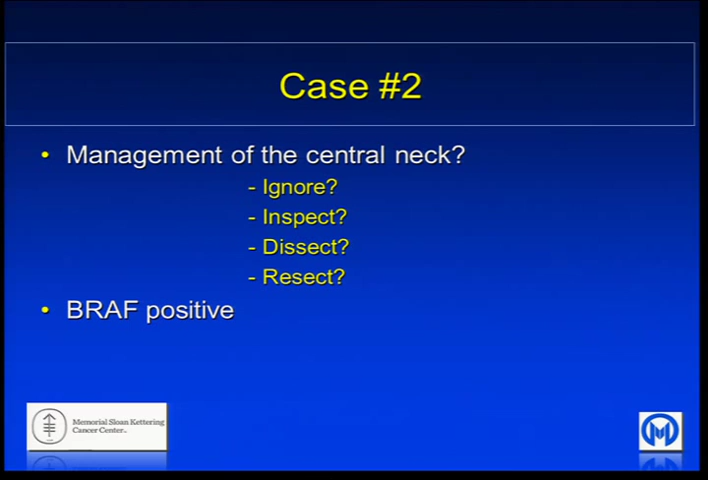 Case #2
• Management of the central neck?
- Ignore?
- Inspect?
- Dissect?
- Resect?
• BRAF positive
Memorial Sloan Kettering
Cancer Center